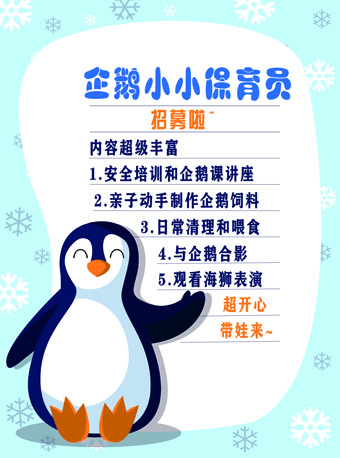 企鹅小小保育员
招募啦~
内容超级丰富
1.安全培训和企鹅课讲座
2.亲子动手制作企鹅饲料
3.日常清理和喂食
4.与企鹅合影
5.观看海狮表演
超开心
带娃来~